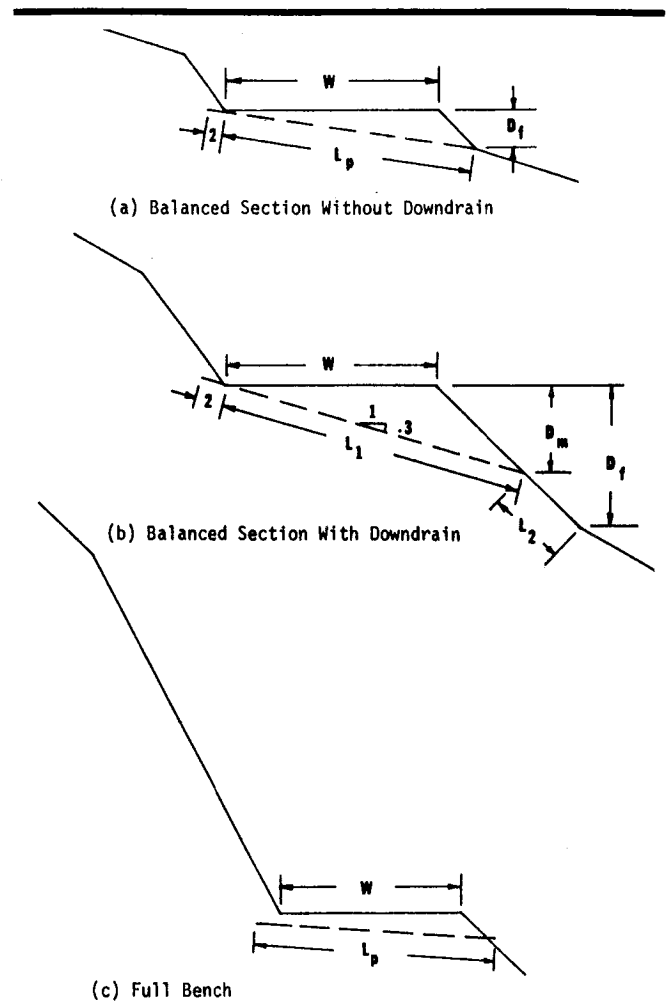 W
D_f
2
L_p
(a) Balanced Section Without Downdrain
W
2
1
.3
L_1
D_m
D_f
L_2
(b) Balanced Section With Downdrain
W
L_p
(c) Full Bench